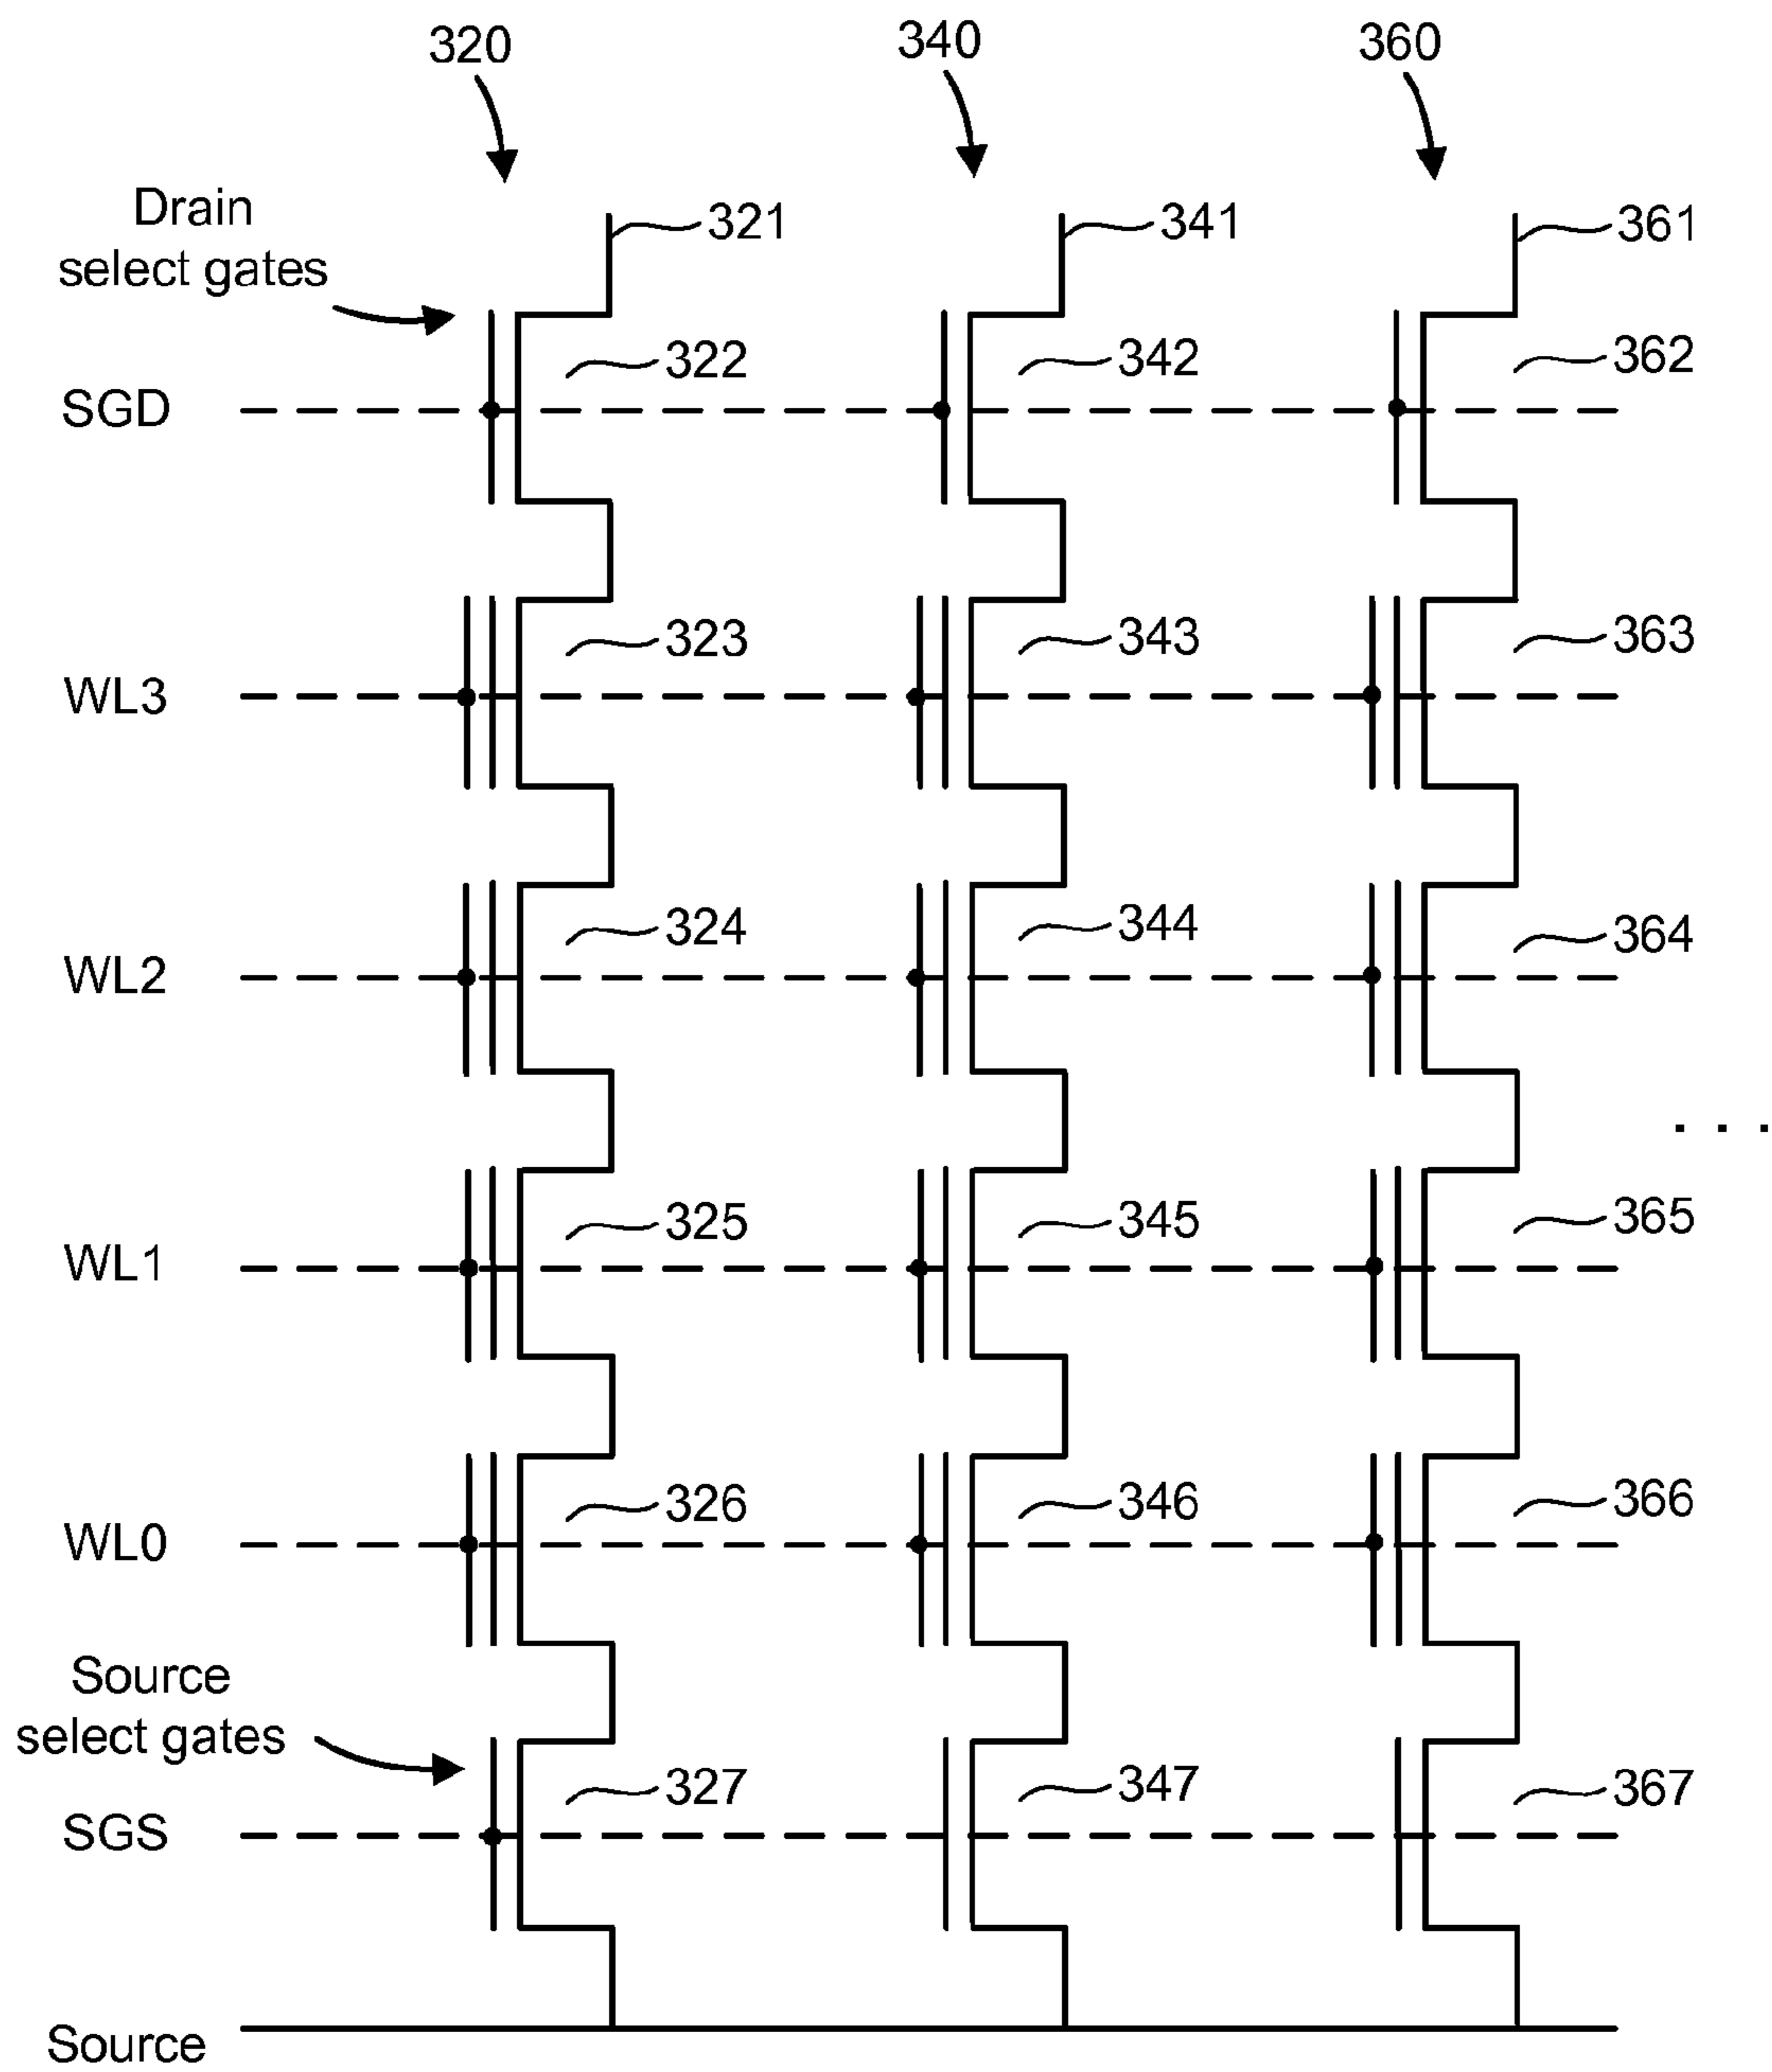 320 340 360
Drain
select gates
321 341 361
322 342 362
SGD
323 343 363
WL3
324 344 364
WL2
. . .
325 345 365
WL1
326 346 366
WL0
Source
select gates
327 347 367
SGS
Source